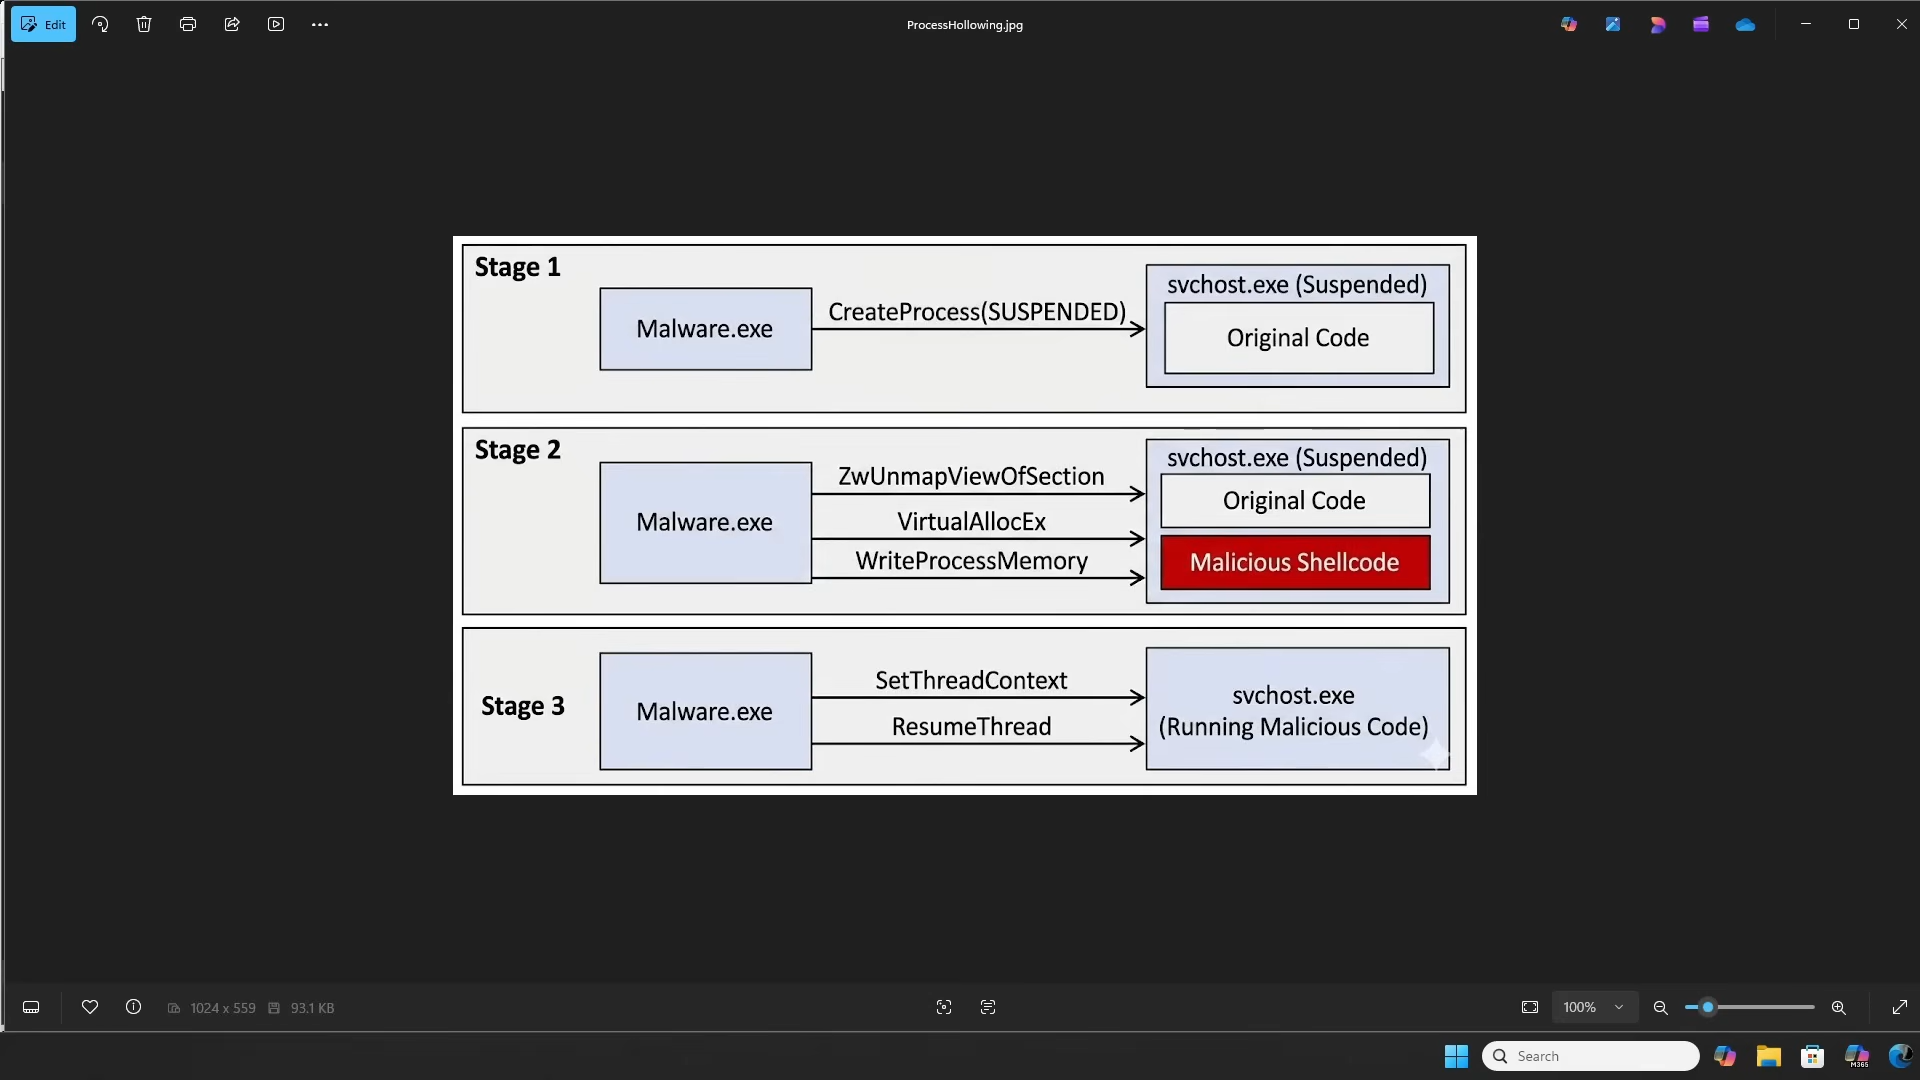 Edit
ProcessHollowing.jpg
Stage 1
Malware.exe
CreateProcess(SUSPENDED)
svchost.exe (Suspended)
Original Code
Stage 2
Malware.exe
ZwUnmapViewOfSection
VirtualAllocEx
WriteProcessMemory
svchost.exe (Suspended)
Original Code
Malicious Shellcode
Stage 3
Malware.exe
SetThreadContext
ResumeThread
svchost.exe
(Running Malicious Code)
1024 x 559
93.1 KB
100%
Search
M365